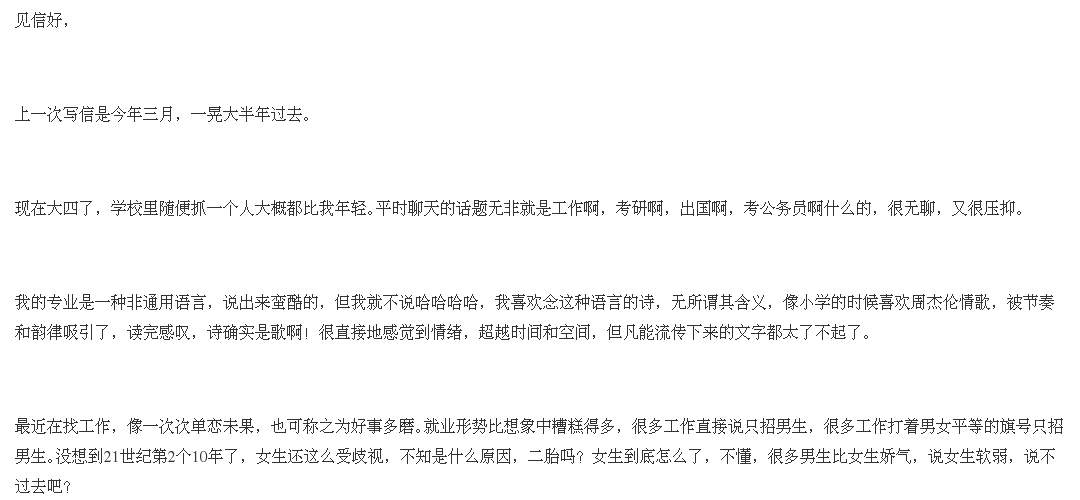 见信好，
上一次写信是今年三月，一晃大半年过去。
现在大四了，学校里随便抓一个人大概都比我年轻。平时聊天的话题无非就是工作啊，考研啊，出国啊，考公务员啊什么的，很无聊，又很压抑。
我的专业是一种非通用语言，说出来蛮酷的，但我就不说哈哈哈哈，我喜欢念这种语言的诗，无所谓其含义，像小学的时候喜欢周杰伦情歌，被节奏
和韵律吸引了，读完感叹，诗确实是歌啊！很直接地感觉到情绪，超越时间和空间，但凡能流传下来的文字都太了不起了。
最近在找工作，像一次次单恋未果，也可称之为好事多磨。就业形势比想象中糟糕得多，很多工作直接说只招男生，很多工作打着男女平等的旗号只招
男生。没想到21世纪第2个10年了，女生还这么受歧视，不知是什么原因，二胎吗？女生到底怎么了，不懂，很多男生比女生娇气，说女生软弱，说不
过去吧？